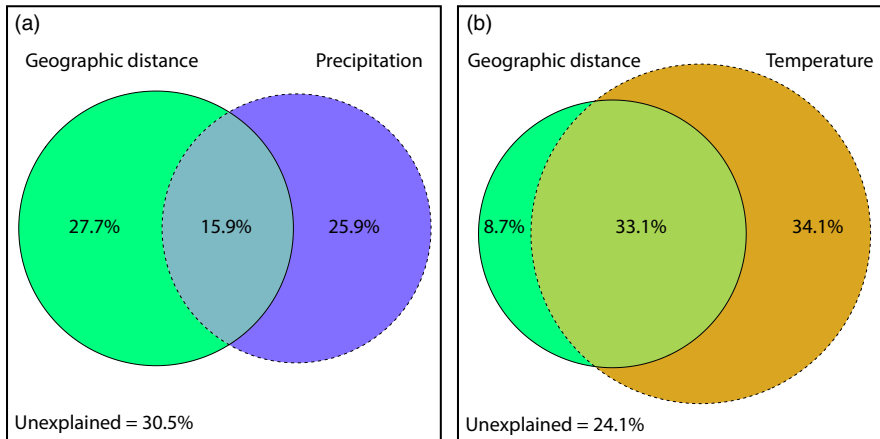 (a)
Geographic distance Precipitation
27.7% 15.9% 25.9%
Unexplained = 30.5%
(b)
Geographic distance Temperature
8.7% 33.1% 34.1%
Unexplained = 24.1%